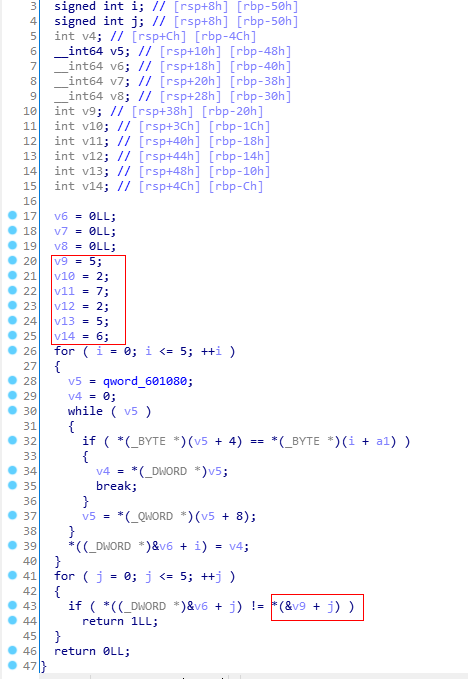 3 signed int i; // [rsp+8h] [rbp-50h]
4 signed int j; // [rsp+8h] [rbp-50h]
5 int v4; // [rsp+Ch] [rbp-4Ch]
6 __int64 v5; // [rsp+10h] [rbp-48h]
7 __int64 v6; // [rsp+18h] [rbp-40h]
8 __int64 v7; // [rsp+20h] [rbp-38h]
9 __int64 v8; // [rsp+28h] [rbp-30h]
10 int v9; // [rsp+38h] [rbp-20h]
11 int v10; // [rsp+3Ch] [rbp-1Ch]
12 int v11; // [rsp+40h] [rbp-18h]
13 int v12; // [rsp+44h] [rbp-14h]
14 int v13; // [rsp+48h] [rbp-10h]
15 int v14; // [rsp+4Ch] [rbp-Ch]
16
17 v6 = 0LL;
18 v7 = 0LL;
19 v8 = 0LL;
20 v9 = 5;
21 v10 = 2;
22 v11 = 7;
23 v12 = 2;
24 v13 = 5;
25 v14 = 6;
26 for ( i = 0; i <= 5; ++i )
27 {
28 v5 = qword_601080;
29 v4 = 0;
30 while ( v5 )
31 {
32 if ( *(_BYTE *)(v5 + 4) == *(_BYTE *)(i + a1) )
33 {
34 v4 = *(_DWORD *)v5;
35 break;
36 }
37 v5 = *(_QWORD *)(v5 + 8);
38 }
39 *((_DWORD *)&v6 + i) = v4;
40 }
41 for ( j = 0; j <= 5; ++j )
42 {
43 if ( *((_DWORD *)&v6 + j) != *(&v9 + j) )
44 return 1LL;
45 }
46 return 0LL;
47 }